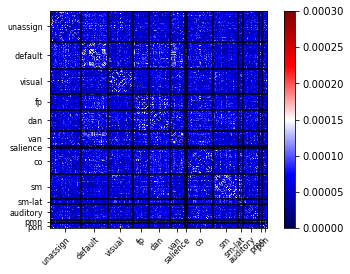 unassign
default
visual
fp
dan
van
salience
co
sm
sm-lat
auditory
pmn
pon
unassign
default
visual
fp
dan
van
salience
co
sm
sm-lat
auditory
pmn
pon
0.00030
0.00025
0.00020
0.00015
0.00010
0.00005
0.00000